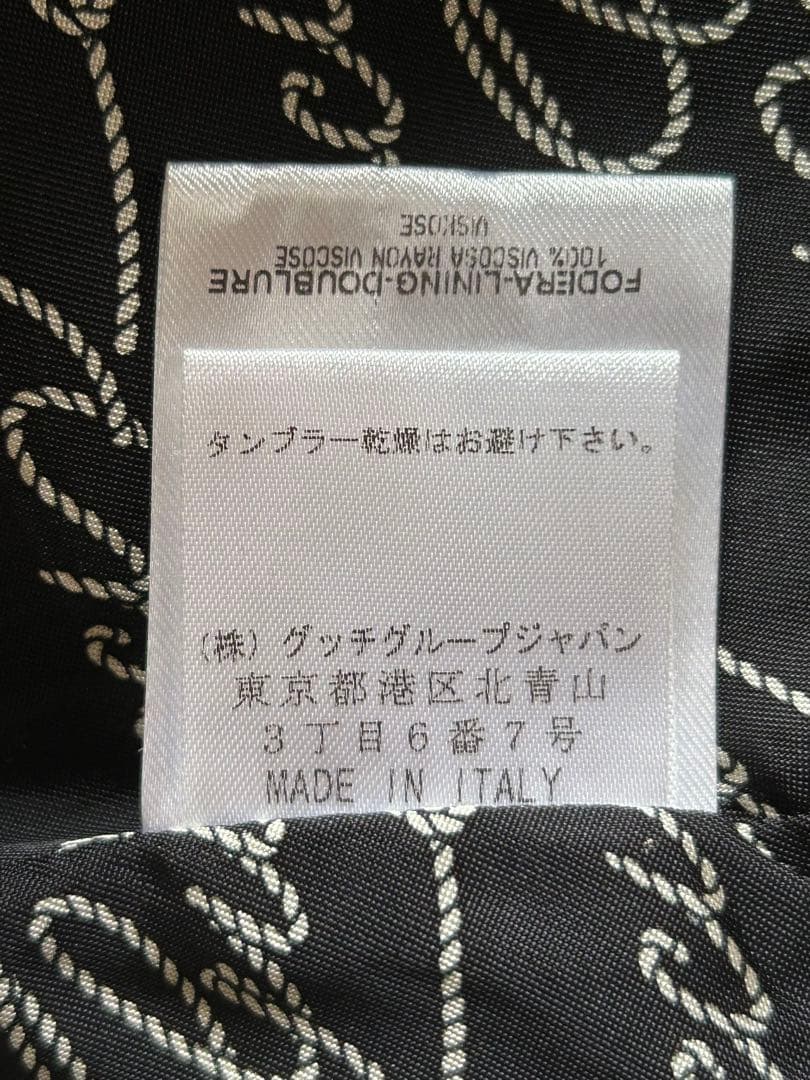 FODERA-LINING-DOUBLURE
100% VISCOSA RAYON VISCOSE
VISKOSE
タンブラー乾燥はお避け下さい。
(株) グッチグループジャパン
東京都港区北青山
3丁目6番7号
MADE IN ITALY